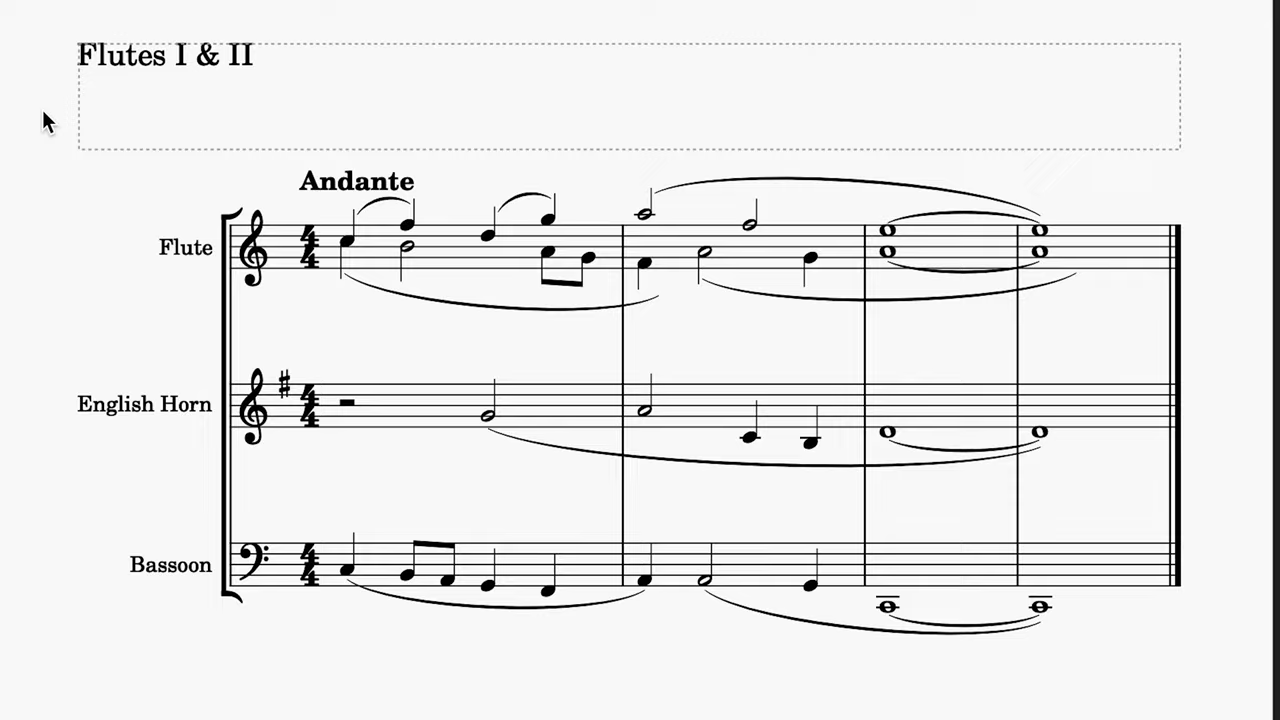 Flutes I & II
Andante
Flute
English Horn
Bassoon